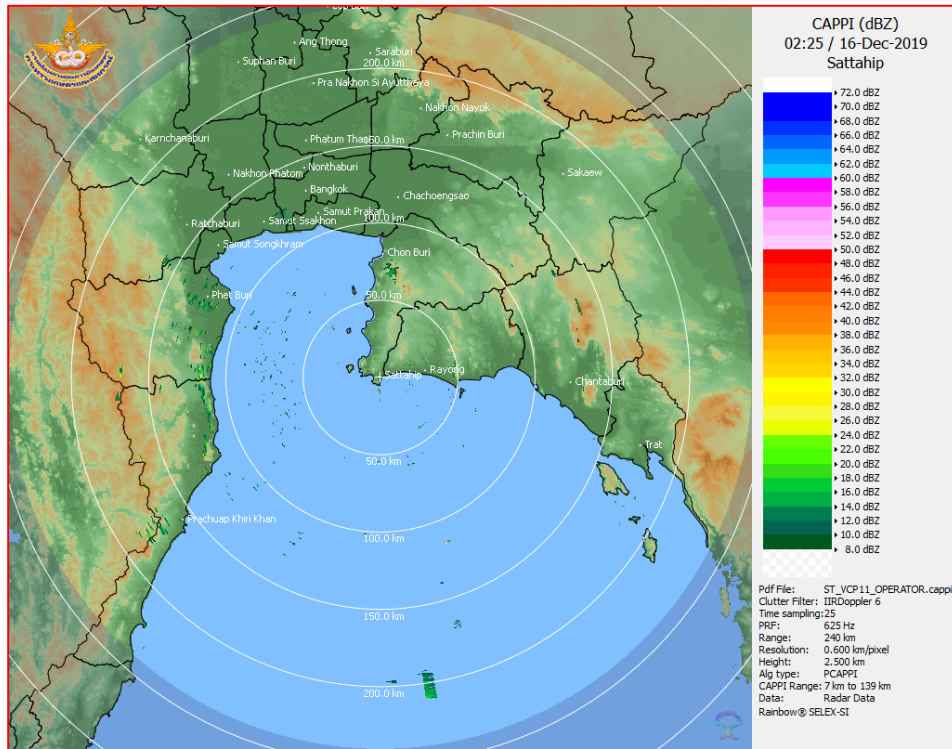 Ang Thong
Saraburi
Suphan Buri
200.0 km
Pra Nakhon Si Ayutthaya
Nakhon Nayok
Karnchanaburi
Phatum Than
50.0 km
Prachin Buri
Nonthaburi
Nakhon Phatom
Sakaew
Bangkok
Chachoengsao
Samut Prakan
Ratchaburi
Samut Ssakhon
100.0 km
Samut Songkhram
Chon Buri
Phet Buri
50.0 km
Sattahip
Rayong
Chantaburi
Trat
50.0 km
Prachuap Khiri Khan
100.0 km
150.0 km
200.0 km
CAPPI (dBZ)
02:25 / 16-Dec-2019
Sattahip
72.0 dBZ
70.0 dBZ
68.0 dBZ
66.0 dBZ
64.0 dBZ
62.0 dBZ
60.0 dBZ
58.0 dBZ
56.0 dBZ
54.0 dBZ
52.0 dBZ
50.0 dBZ
48.0 dBZ
46.0 dBZ
44.0 dBZ
42.0 dBZ
40.0 dBZ
38.0 dBZ
36.0 dBZ
34.0 dBZ
32.0 dBZ
30.0 dBZ
28.0 dBZ
26.0 dBZ
24.0 dBZ
22.0 dBZ
20.0 dBZ
18.0 dBZ
16.0 dBZ
14.0 dBZ
12.0 dBZ
10.0 dBZ
8.0 dBZ
Pdf File: ST_VCP11_OPERATOR.cappi
Clutter Filter: IIRDoppler 6
Time sampling:25
PRF: 625 Hz
Range: 240 km
Resolution: 0.600 km/pixel
Height: 2.500 km
Alg type: PCAPPI
CAPPI Range: 7 km to 139 km
Data: Radar Data
Rainbow® SELEX-SI